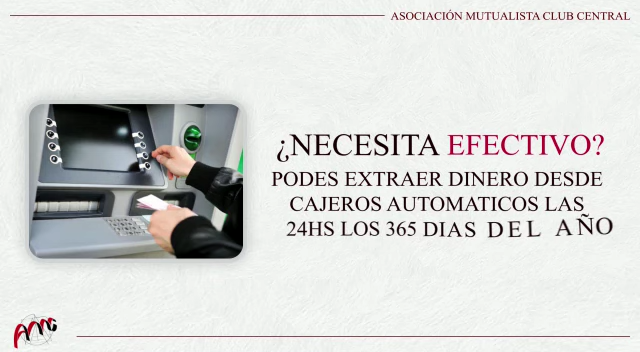 ASOCIACIÓN MUTUALISTA CLUB CENTRAL
¿NECESITA EFECTIVO?
PODES EXTRAER DINERO DESDE
CAJEROS AUTOMATICOS LAS
24HS LOS 365 DIAS DEL AÑO